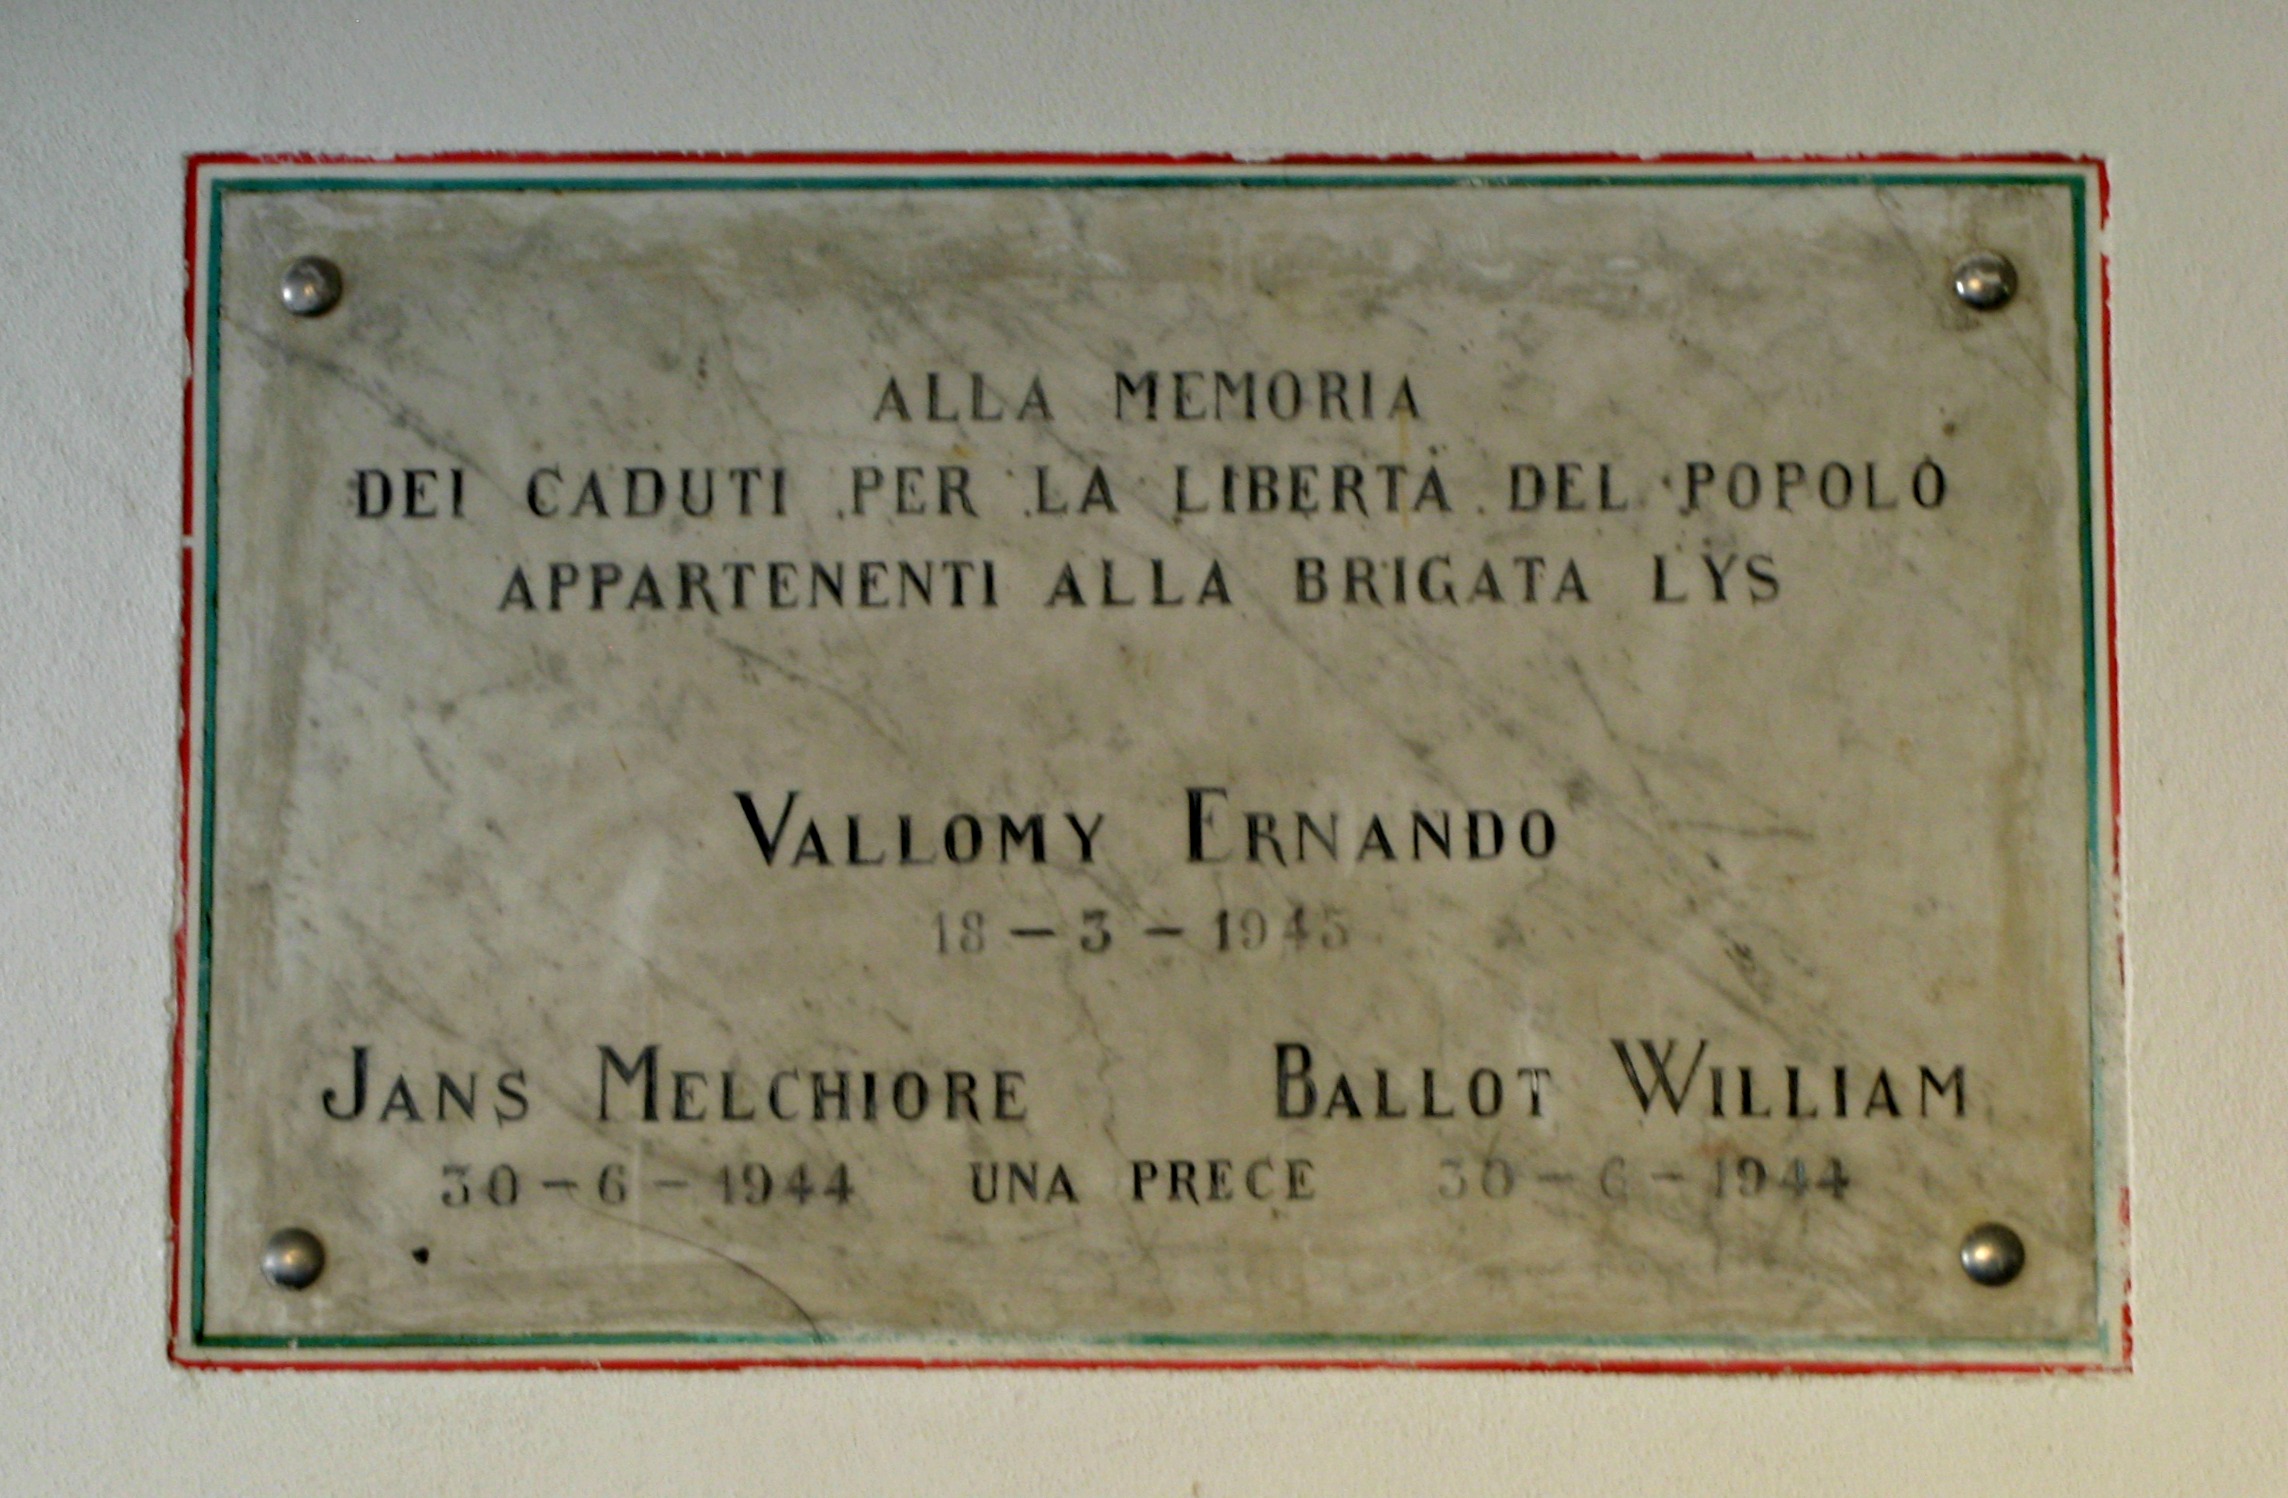 ALLA MEMORIA
DEI CADUTI PER LA LIBERTÀ DEL POPOLO
APPARTENENTI ALLA BRIGATA LYS
VALLOMY ERNANDO
18-3-1945
JANS MELCHIORE BALLOT WILLIAM
30-6-1944 UNA PRECE 30-6-1944